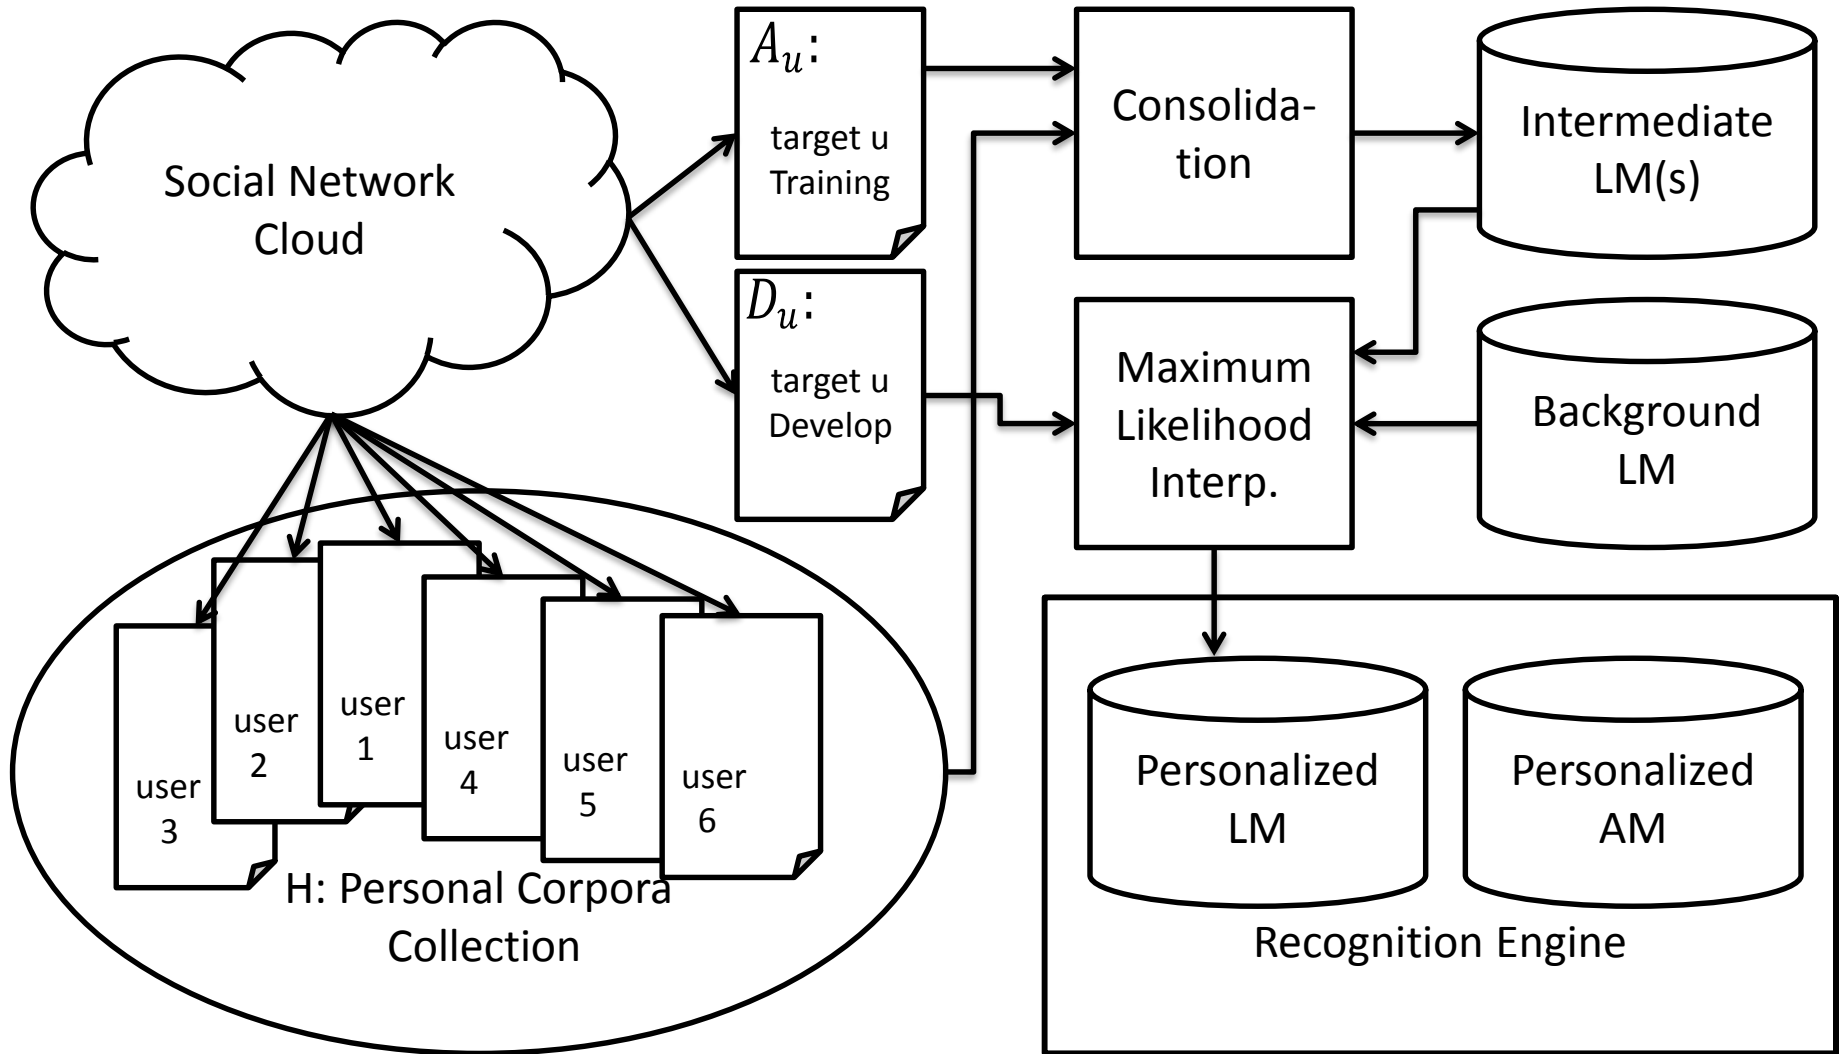 Social Network
Cloud
A_u:
target u
Training
D_u:
target u
Develop
Consolida-
tion
Intermediate
LM(s)
Maximum
Likelihood
Interp.
Background
LM
user
3
user
2
user
1
user
4
user
5
user
6
H: Personal Corpora
Collection
Personalized
LM
Personalized
AM
Recognition Engine